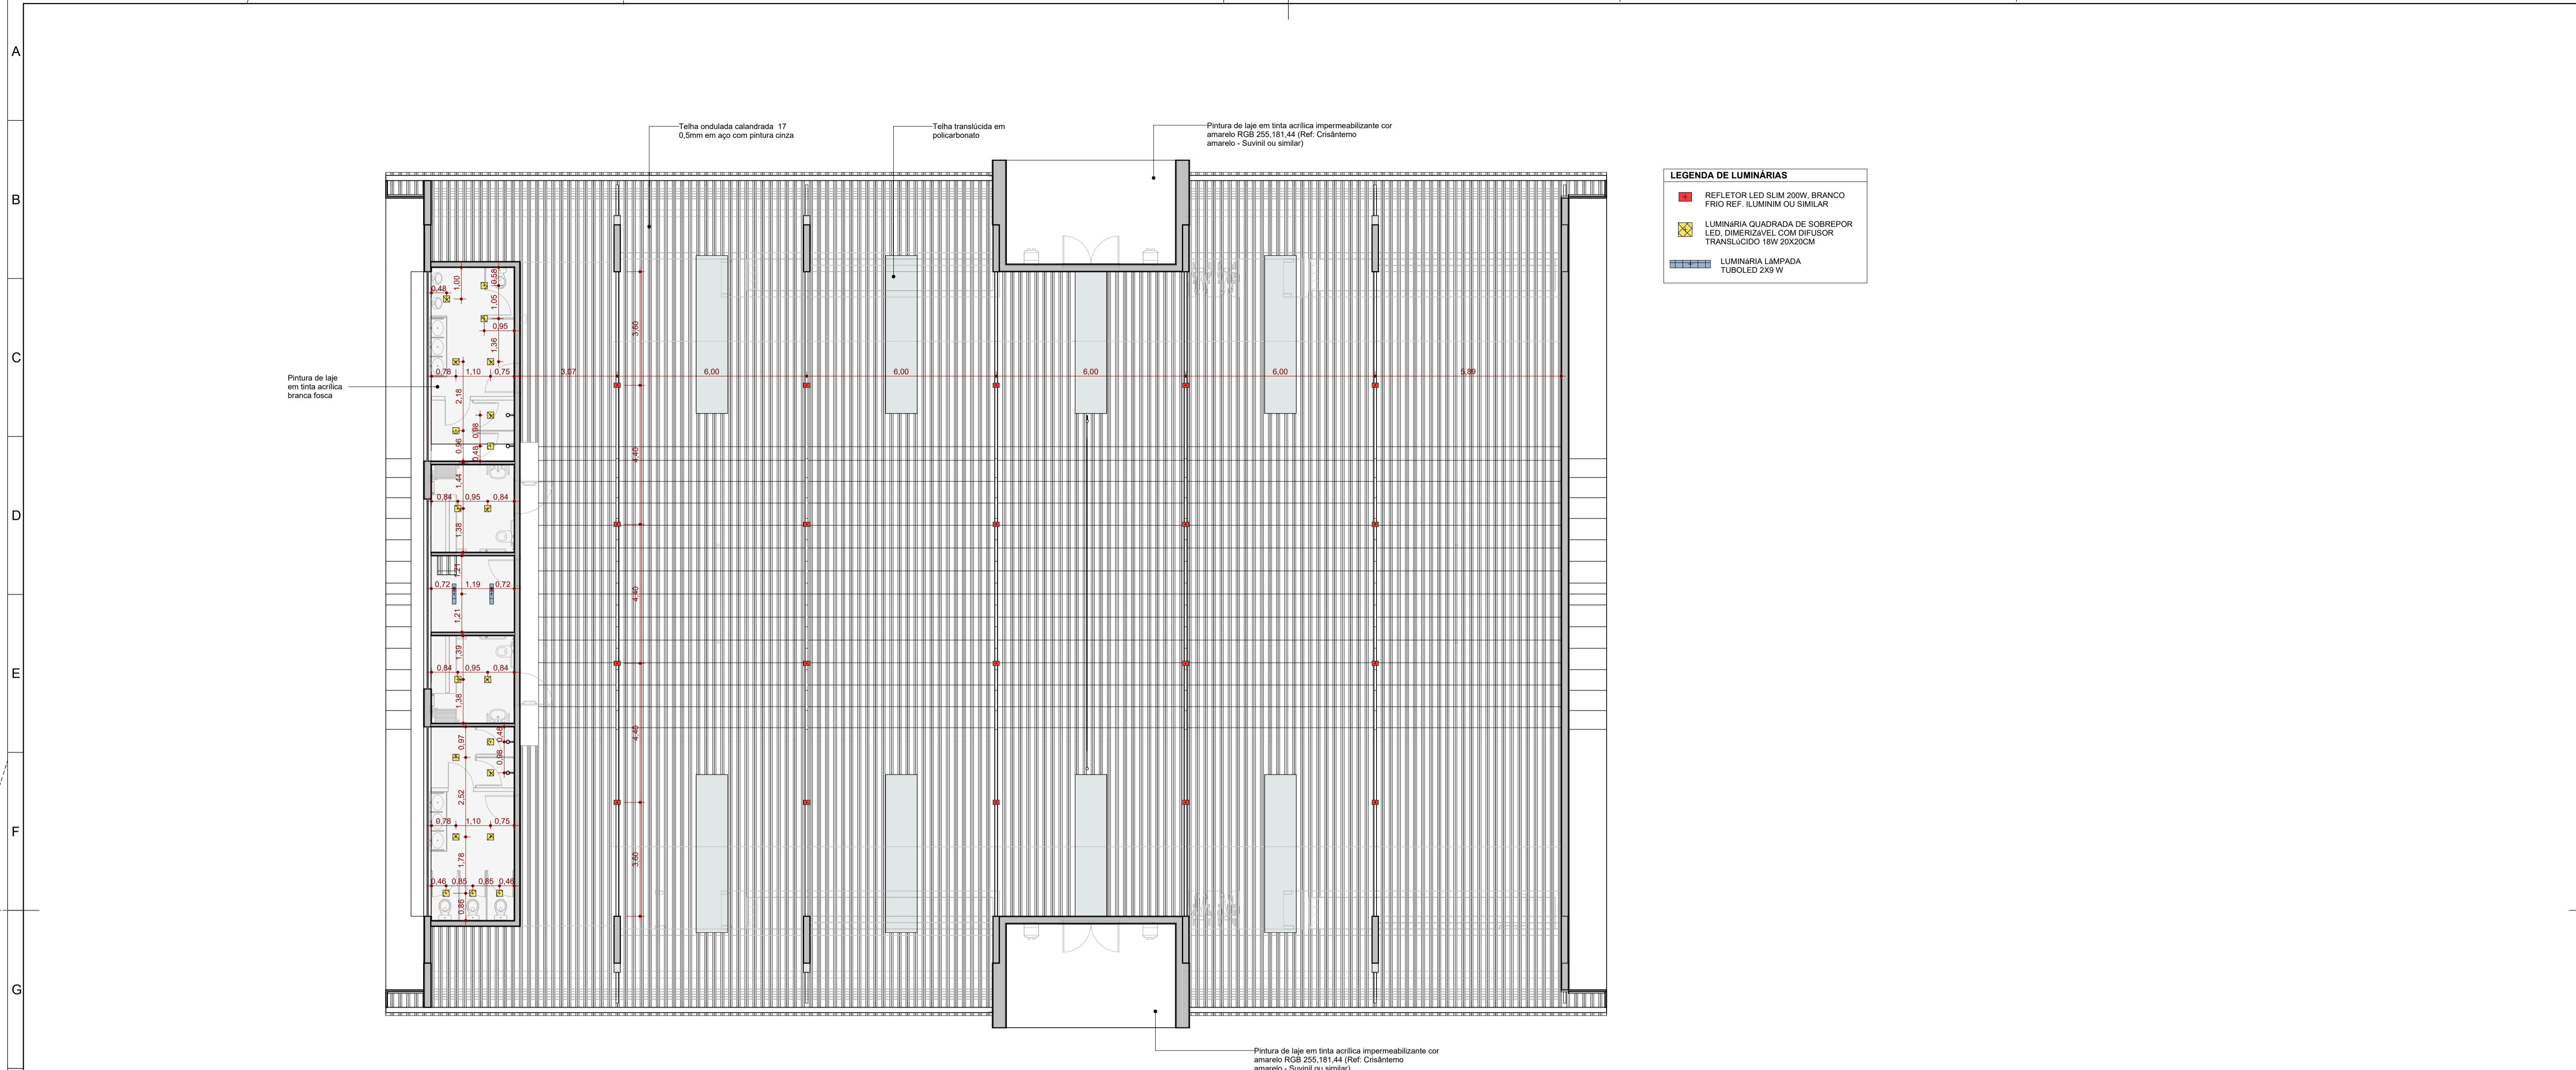 A
B
C
D
E
F
G
Telha ondulada calandrada 17
0,5mm em aço com pintura cinza
Telha translúcida em
policarbonato
Pintura de laje em tinta acrílica impermeabilizante cor
amarelo RGB 255,181,44 (Ref: Crisântemo
amarelo - Suvinil ou similar)
LEGENDA DE LUMINÁRIAS
REFLETOR LED SLIM 200W, BRANCO
FRIO REF. ILUMINIM OU SIMILAR
LUMINáRIA QUADRADA DE SOBREPOR
LED, DIMERIZáVEL COM DIFUSOR
TRANSLúCIDO 18W 20X20CM
LUMINáRIA LâMPADA
TUBOLED 2X9 W
Pintura de laje
em tinta acrílica
branca fosca
1,00
0,58
0,48
1,05
0,95
1,36
0,78
1,10
0,75
3,07
6,00
6,00
6,00
6,00
5,89
2,18
0,98
0,96
0,48
3,60
4,40
4,40
4,40
3,60
1,44
0,84
0,95
0,84
1,38
1,21
0,72
1,19
0,72
1,21
1,39
0,84
0,95
0,84
1,38
0,97
0,48
0,98
2,52
0,78
1,10
0,75
1,78
0,46
0,85
0,85
0,46
0,86
Pintura de laje em tinta acrílica impermeabilizante cor
amarelo RGB 255,181,44 (Ref: Crisântemo
amarelo - Suvinil ou similar)